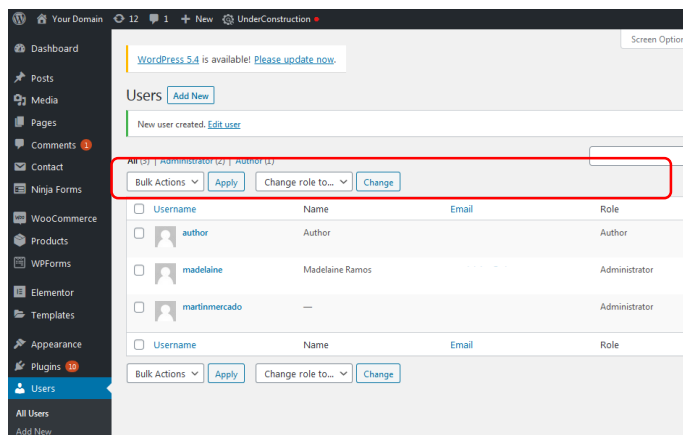 Your Domain 12 1 + New UnderConstruction
Screen Option
Dashboard
Posts
Media
Pages
Comments 1
Contact
Ninja Forms
WooCommerce
Products
WPForms
Elementor
Templates
Appearance
Plugins 10
Users
All Users
Add New
WordPress 5.4 is available! Please update now.
Users Add New
New user created. Edit user
All (3) | Administrator (2) | Author (1)
Bulk Actions Apply Change role to... Change
Username Name Email Role
author Author Author
madelaine Madelaine Ramos Administrator
martinmercado — Administrator
Username Name Email Role
Bulk Actions Apply Change role to... Change